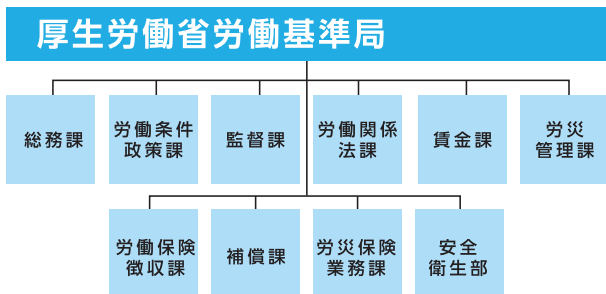 厚生労働省労働基準局
総務課
労働条件
政策課
監督課
労働関係
法課
賃金課
労災
管理課
労働保険
徴収課
補償課
労災保険
業務課
安全
衛生部